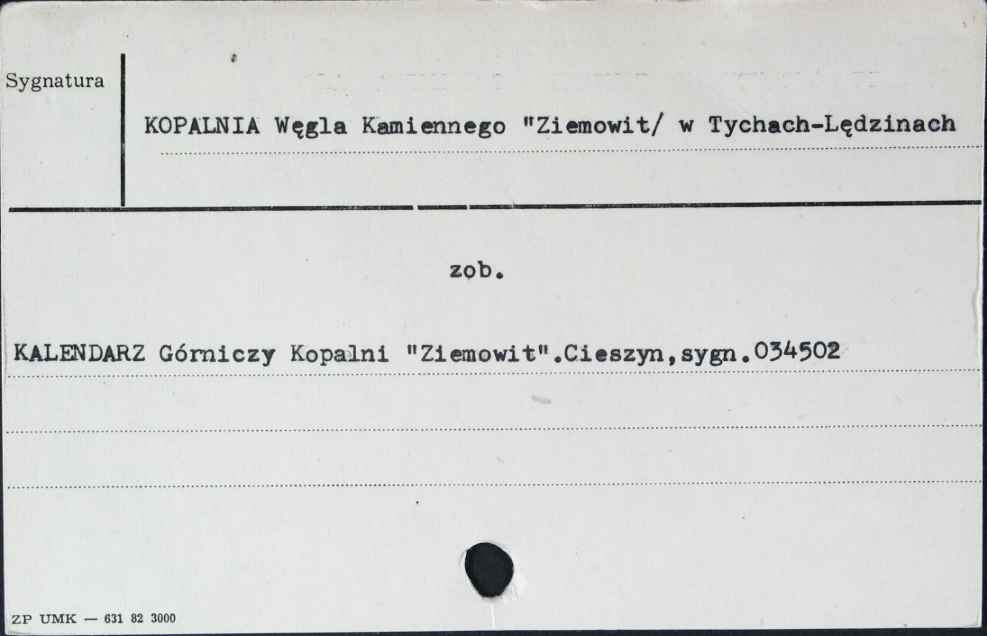 Sygnatura
KOPALNIA Węgla Kamiennego "Ziemowit/ w Tychach-Lędzinach
zob.
KALENDARZ Górniczy Kopalni "Ziemowit".Cieszyn,sygn.034502
ZP UMK — 631 82 3000